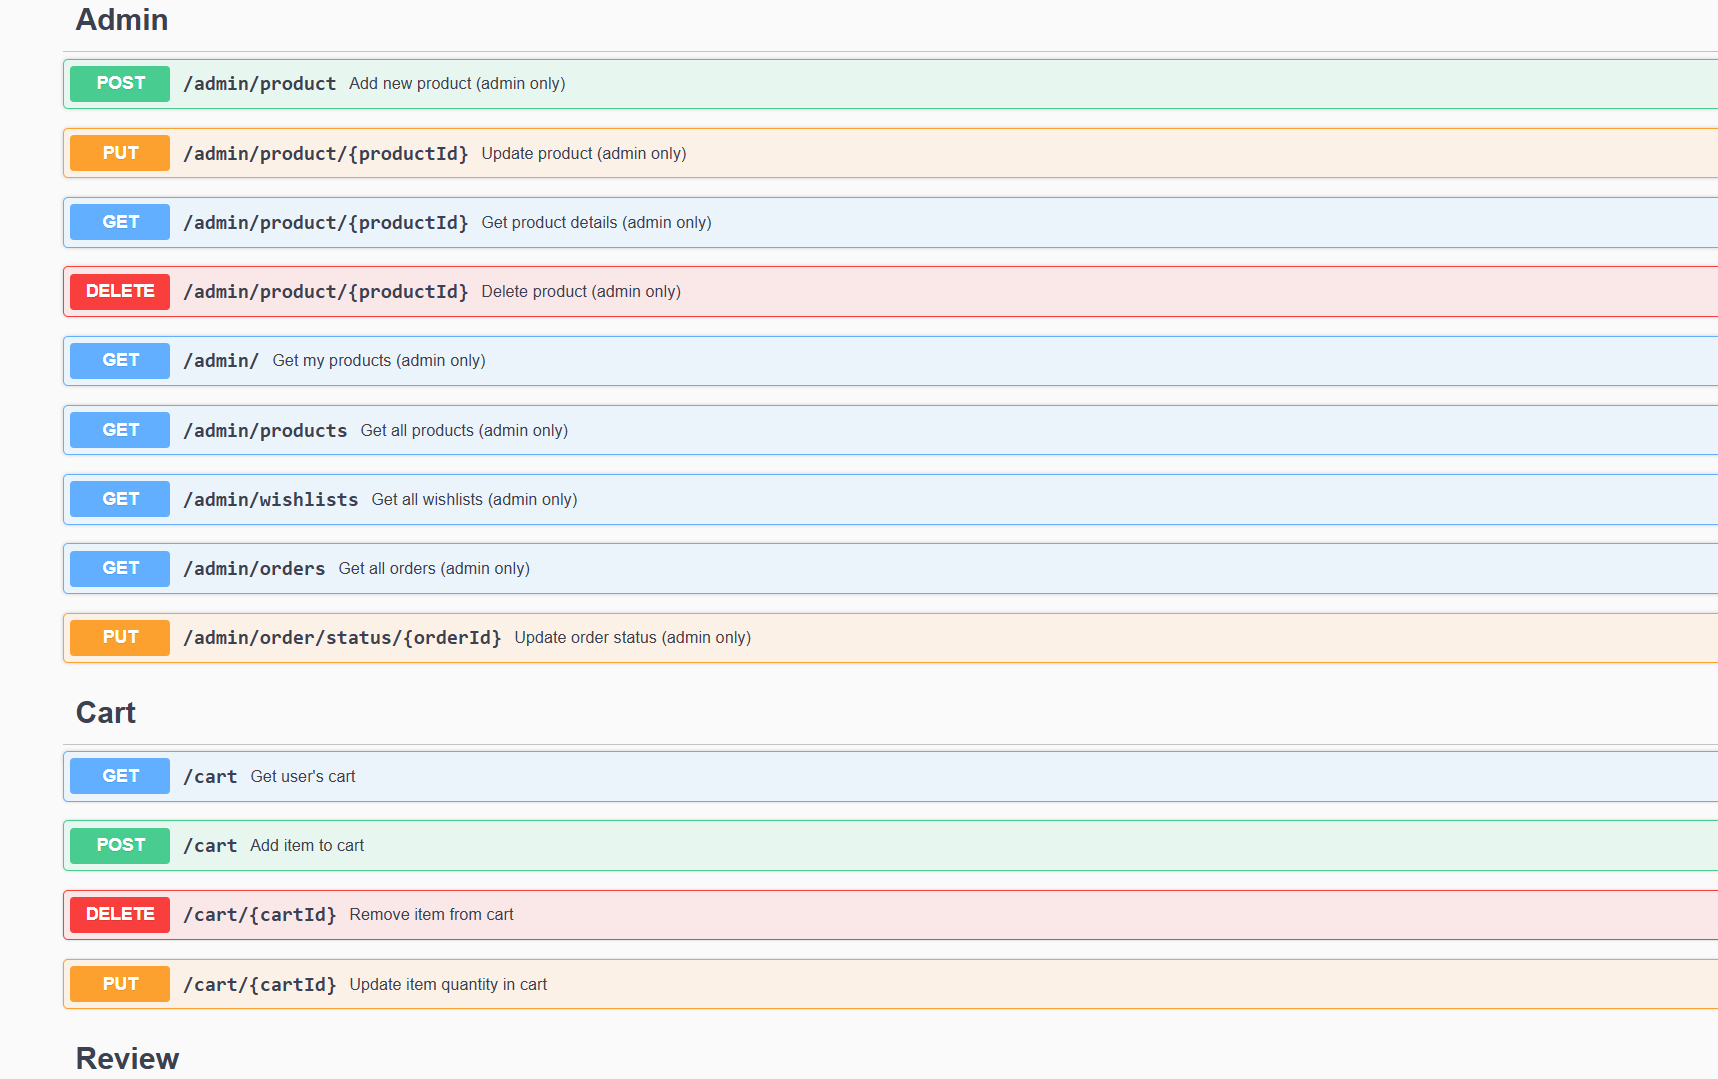 Admin
POST /admin/product Add new product (admin only)
PUT /admin/product/{productId} Update product (admin only)
GET /admin/product/{productId} Get product details (admin only)
DELETE /admin/product/{productId} Delete product (admin only)
GET /admin/ Get my products (admin only)
GET /admin/products Get all products (admin only)
GET /admin/wishlists Get all wishlists (admin only)
GET /admin/orders Get all orders (admin only)
PUT /admin/order/status/{orderId} Update order status (admin only)
Cart
GET /cart Get user's cart
POST /cart Add item to cart
DELETE /cart/{cartId} Remove item from cart
PUT /cart/{cartId} Update item quantity in cart
Review